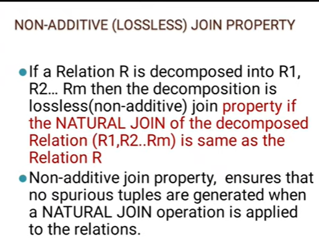 NON-ADDITIVE (LOSSLESS) JOIN PROPERTY
If a Relation R is decomposed into R1,
R2... Rm then the decomposition is
lossless(non-additive) join property if
the NATURAL JOIN of the decomposed
Relation (R1,R2..Rm) is same as the
Relation R
Non-additive join property, ensures that
no spurious tuples are generated when
a NATURAL JOIN operation is applied
to the relations.